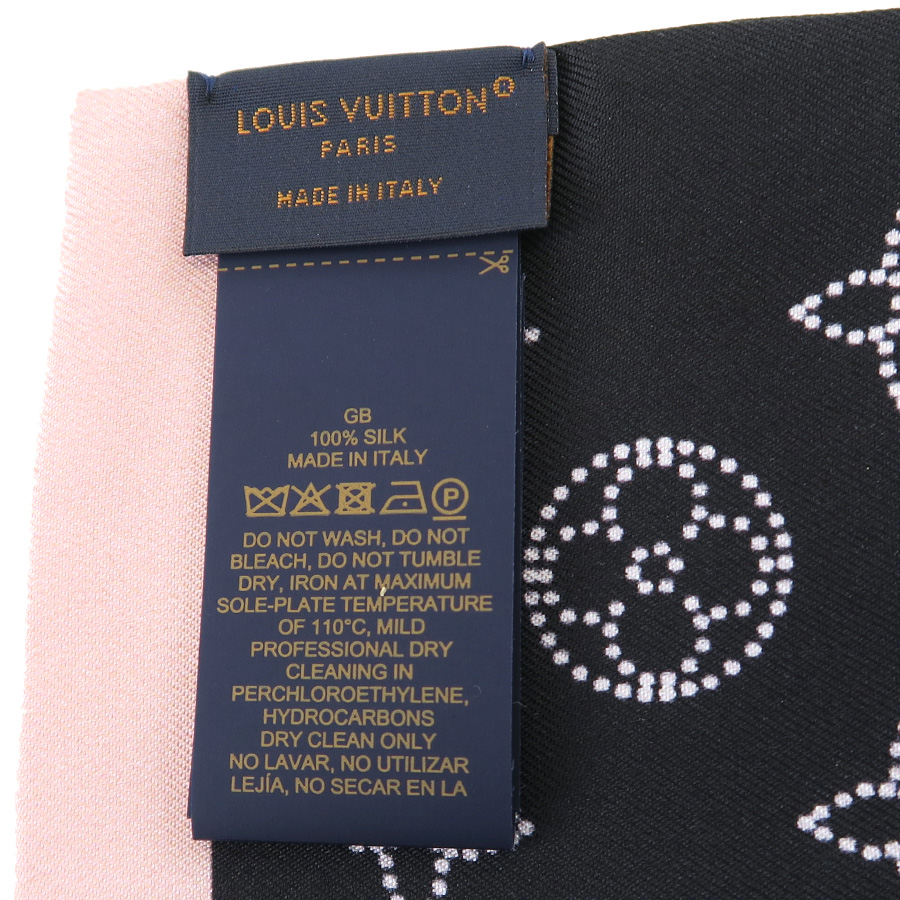 LOUIS VUITTON®
PARIS
MADE IN ITALY
GB
100% SILK
MADE IN ITALY
P
DO NOT WASH, DO NOT
BLEACH, DO NOT TUMBLE
DRY, IRON AT MAXIMUM
SOLE-PLATE TEMPERATURE
OF 110°C, MILD
PROFESSIONAL DRY
CLEANING IN
PERCHLOROETHYLENE,
HYDROCARBONS
DRY CLEAN ONLY
NO LAVAR, NO UTILIZAR
LEJÍA, NO SECAR EN LA